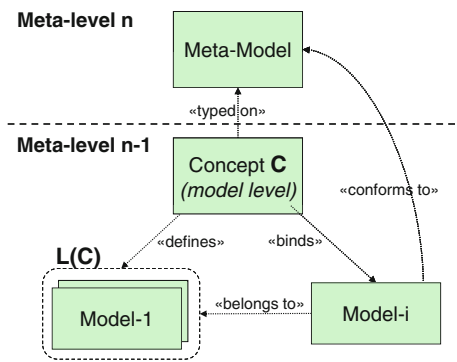 Meta-level n
Meta-Model
«typed on»
Meta-level n-1
Concept C
(model level)
«conforms to»
«defines»
«binds»
L(C)
«belongs to»
Model-1
Model-i